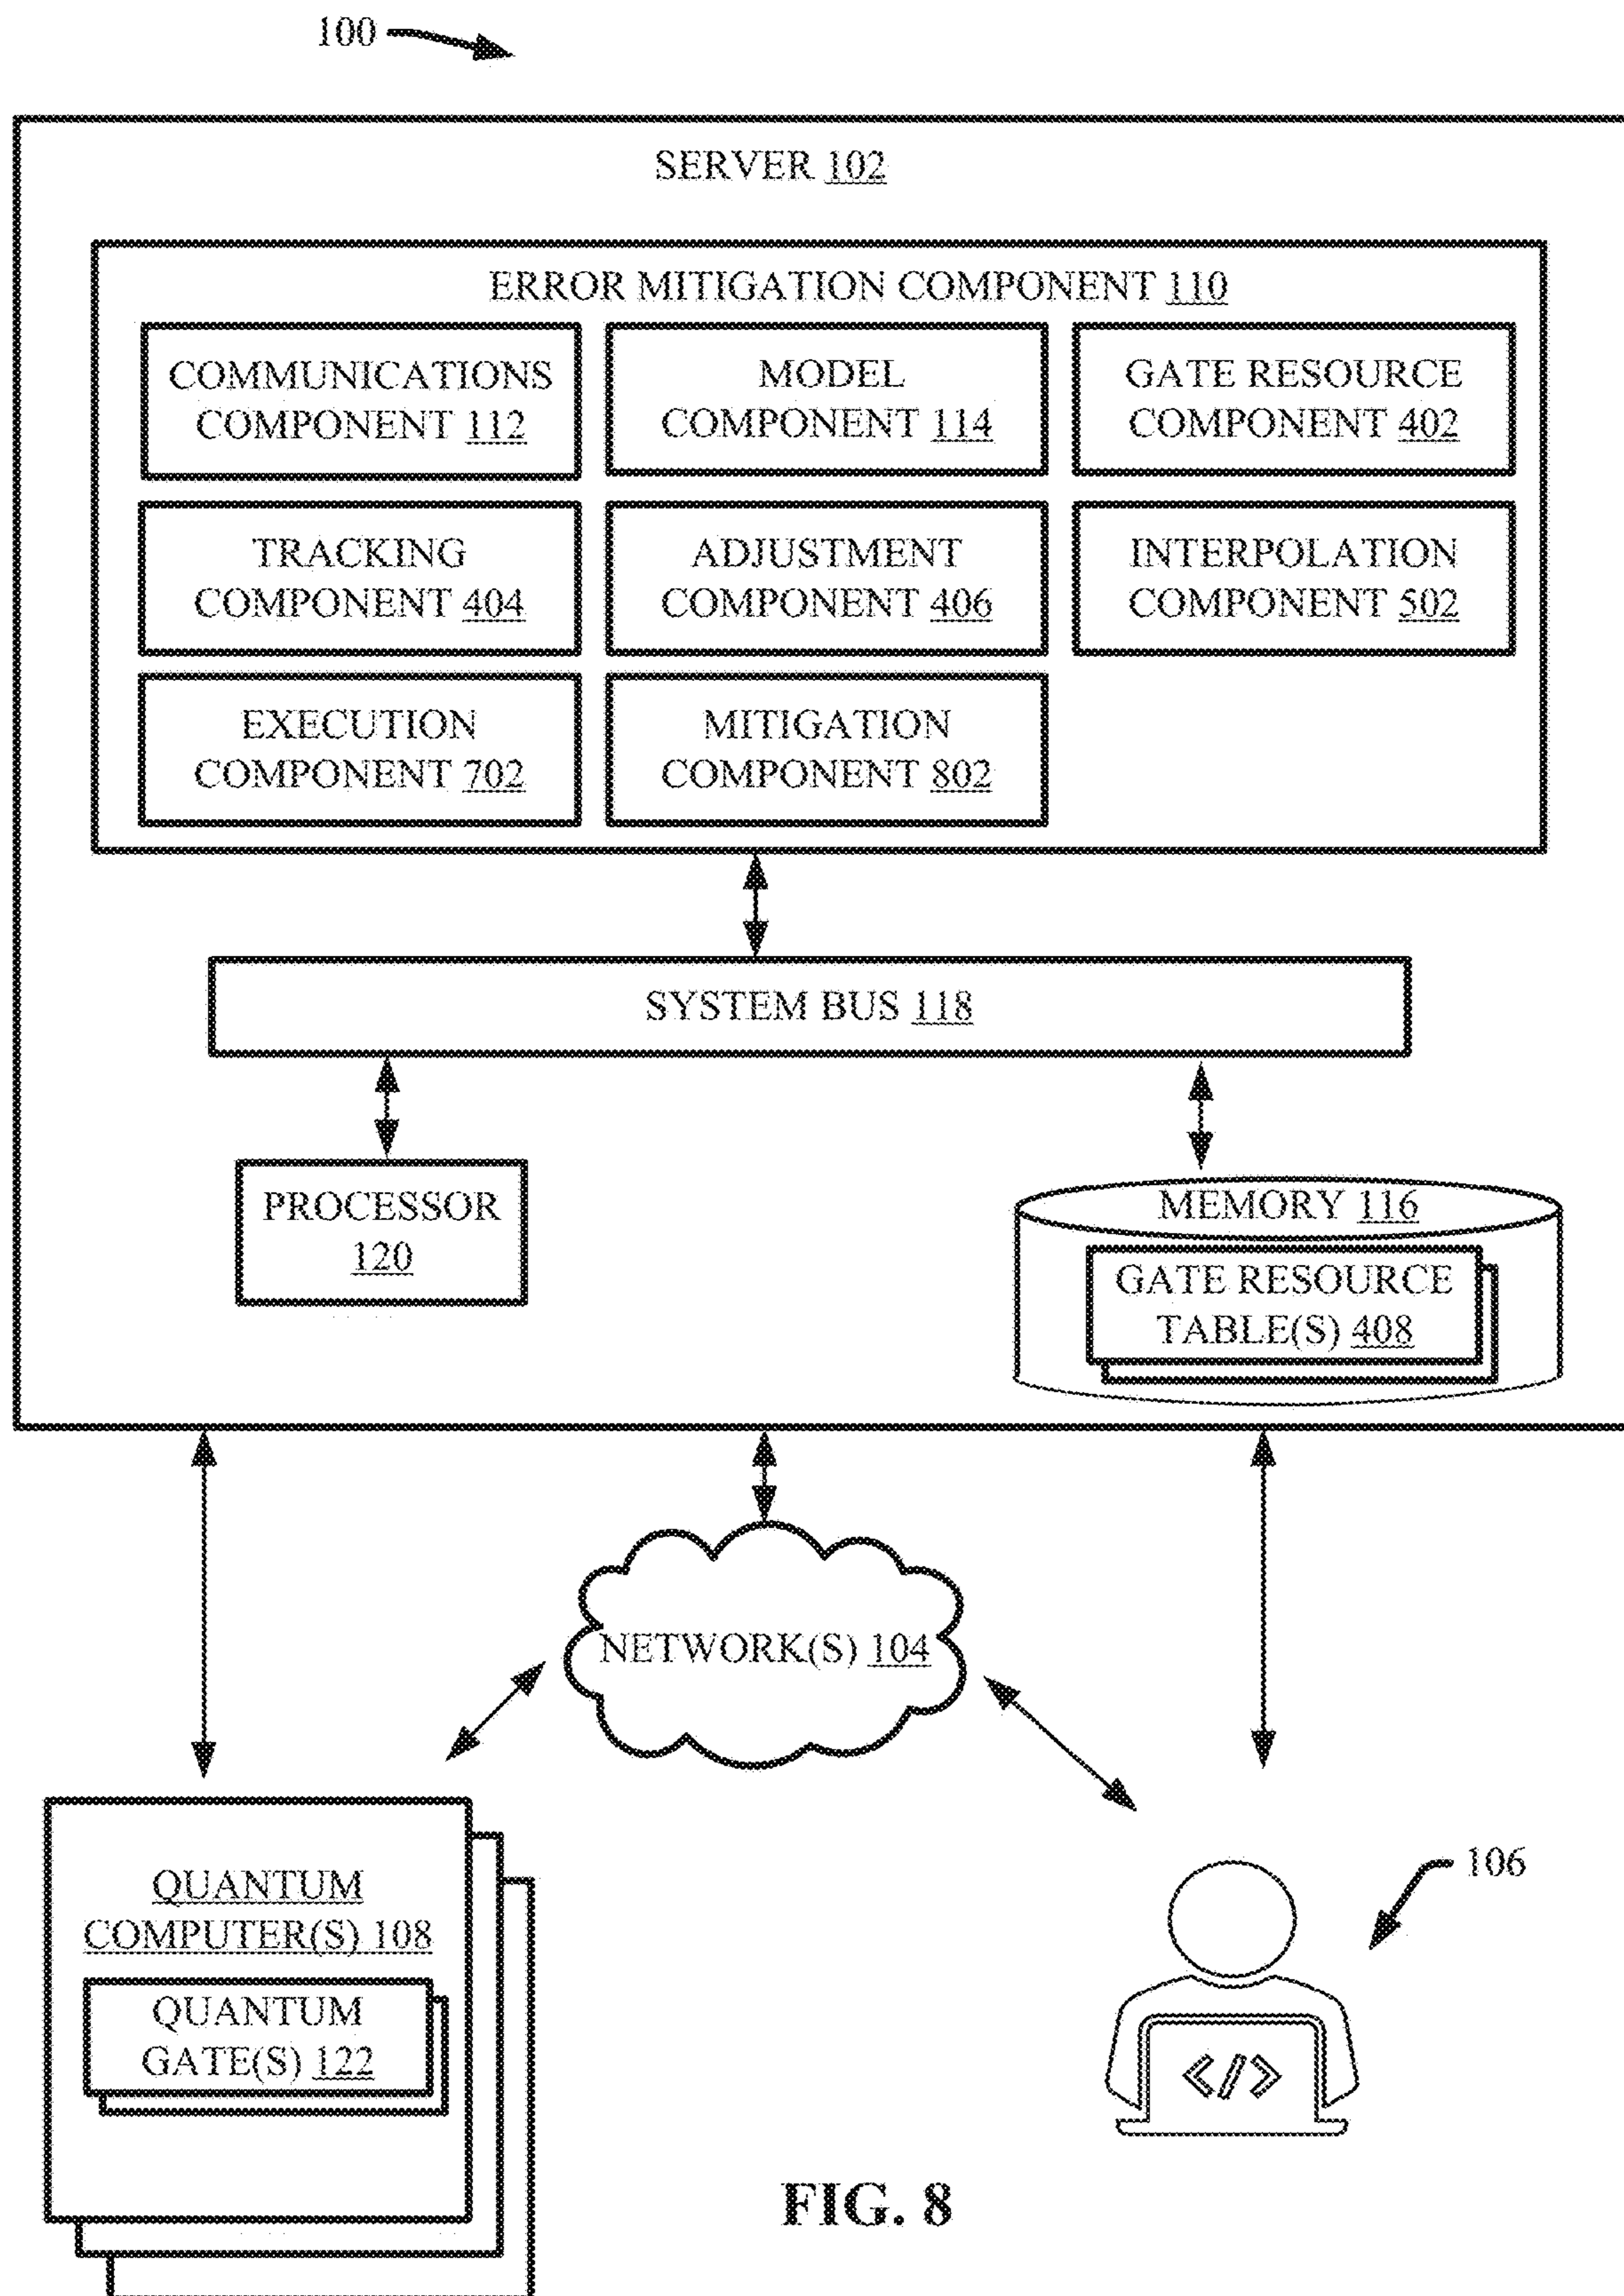 100
SERVER 102
ERROR MITIGATION COMPONENT 110
COMMUNICATIONS
COMPONENT 112
MODEL
COMPONENT 114
GATE RESOURCE
COMPONENT 402
TRACKING
COMPONENT 404
ADJUSTMENT
COMPONENT 406
INTERPOLATION
COMPONENT 502
EXECUTION
COMPONENT 702
MITIGATION
COMPONENT 802
SYSTEM BUS 118
PROCESSOR
120
MEMORY 116
GATE RESOURCE
TABLE(S) 408
NETWORK(S) 104
QUANTUM
COMPUTER(S) 108
QUANTUM
GATE(S) 122
106
</>
FIG. 8